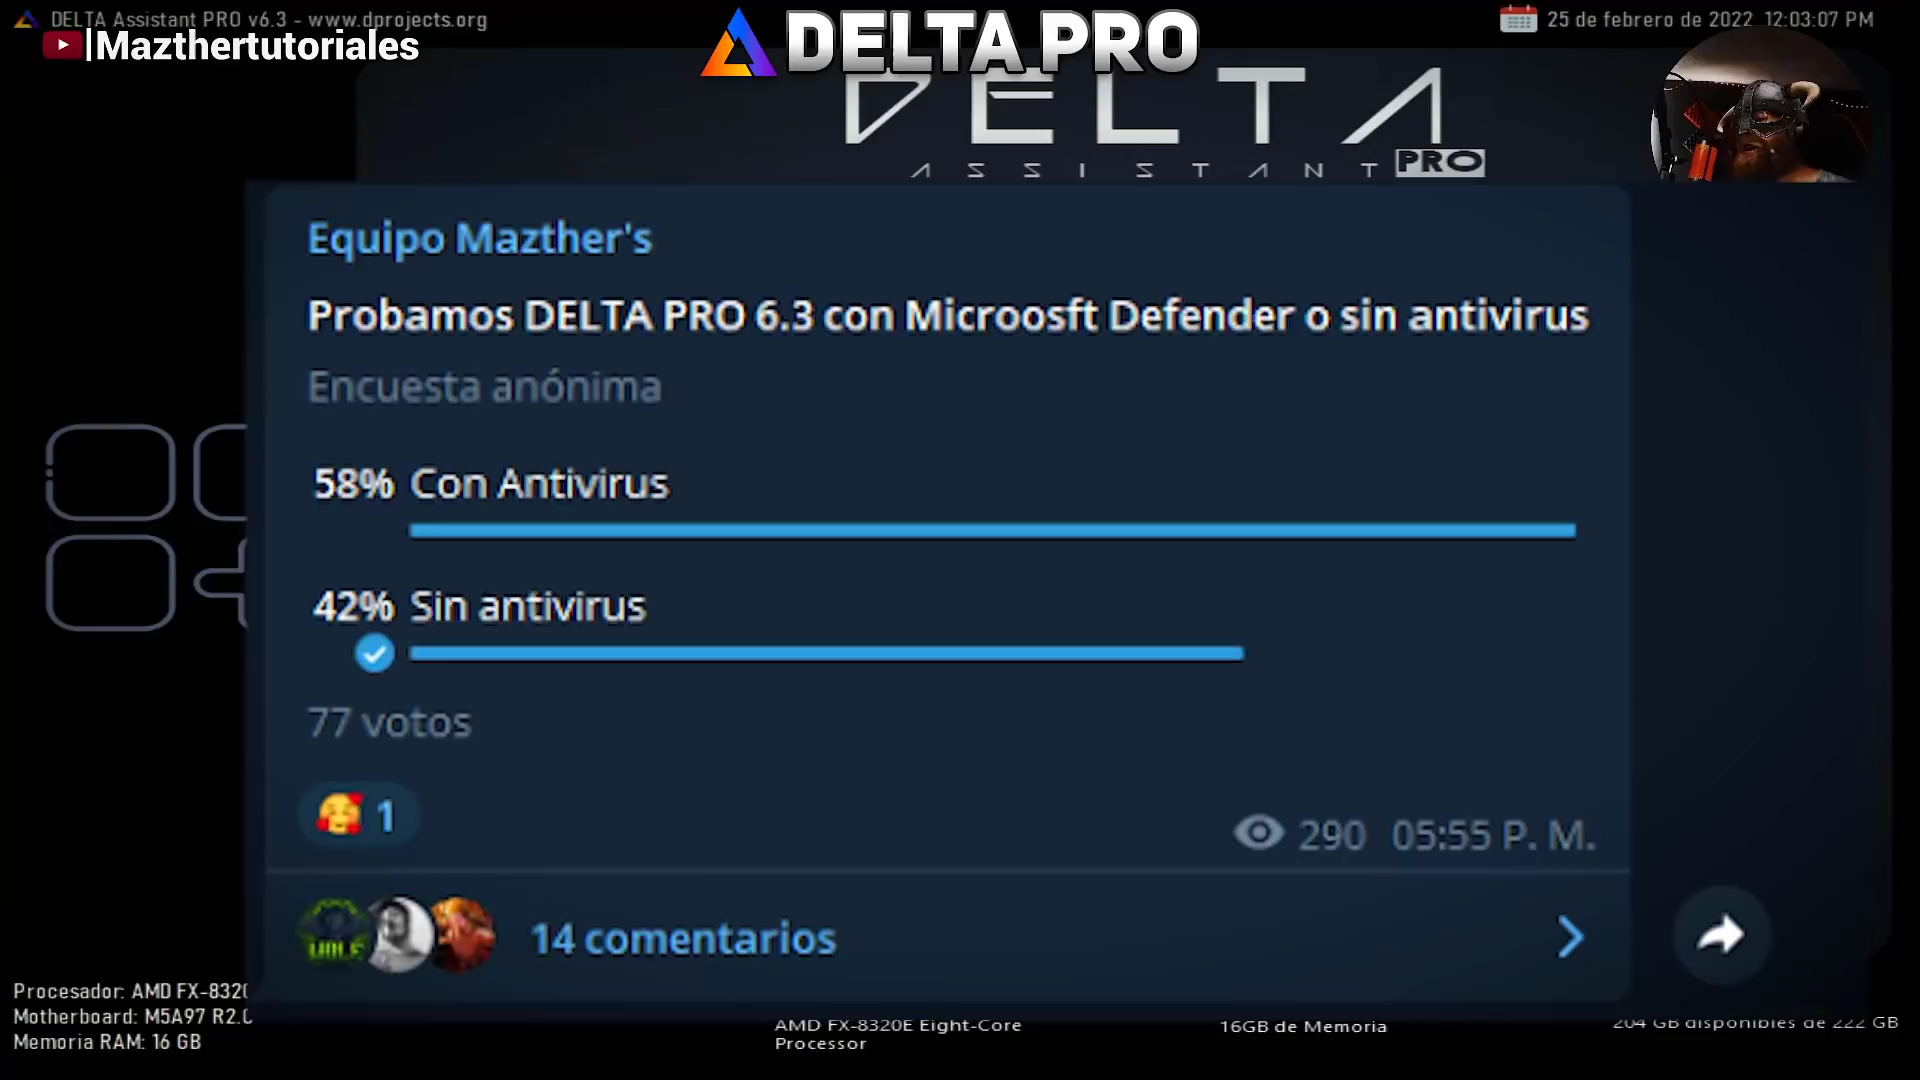 DELTA Assistant PRO v6.3 - www.dprojects.org
|Mazthertutoriales
DELTA PRO
25 de febrero de 2022 12:03:07 PM
DELTA
ASSISTANT PRO
Equipo Mazther's
Probamos DELTA PRO 6.3 con Microosft Defender o sin antivirus
Encuesta anónima
58% Con Antivirus
42% Sin antivirus
77 votos
1
290 05:55 P. M.
14 comentarios
Procesador: AMD FX-8320
Motherboard: M5A97 R2.0
Memoria RAM: 16 GB
AMD FX-8320E Eight-Core
Processor
16GB de Memoria
204 GB disponibles de 222 GB